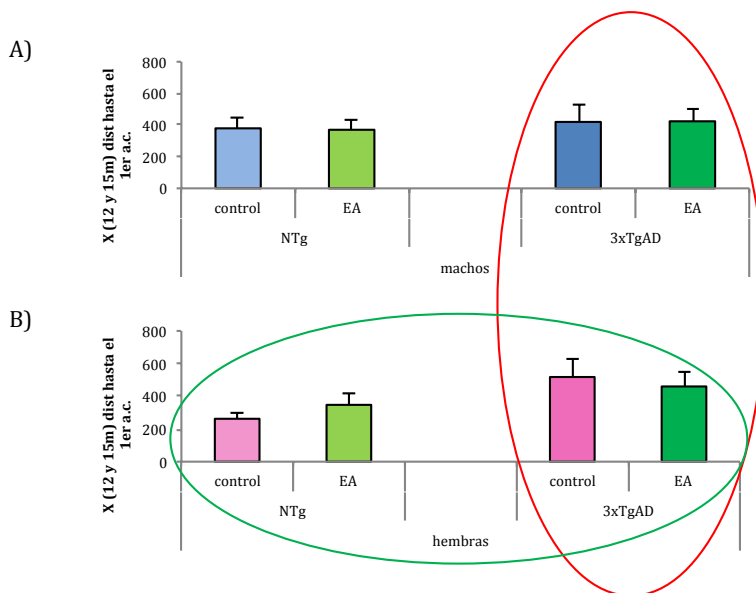 A)
X (12 y 15m) dist hasta el
1er a.c.
800
600
400
200
0
control EA control EA
NTg 3xTgAD
machos
B)
X (12 y 15m) dist hasta el
1er a.c.
800
600
400
200
0
control EA control EA
NTg 3xTgAD
hembras